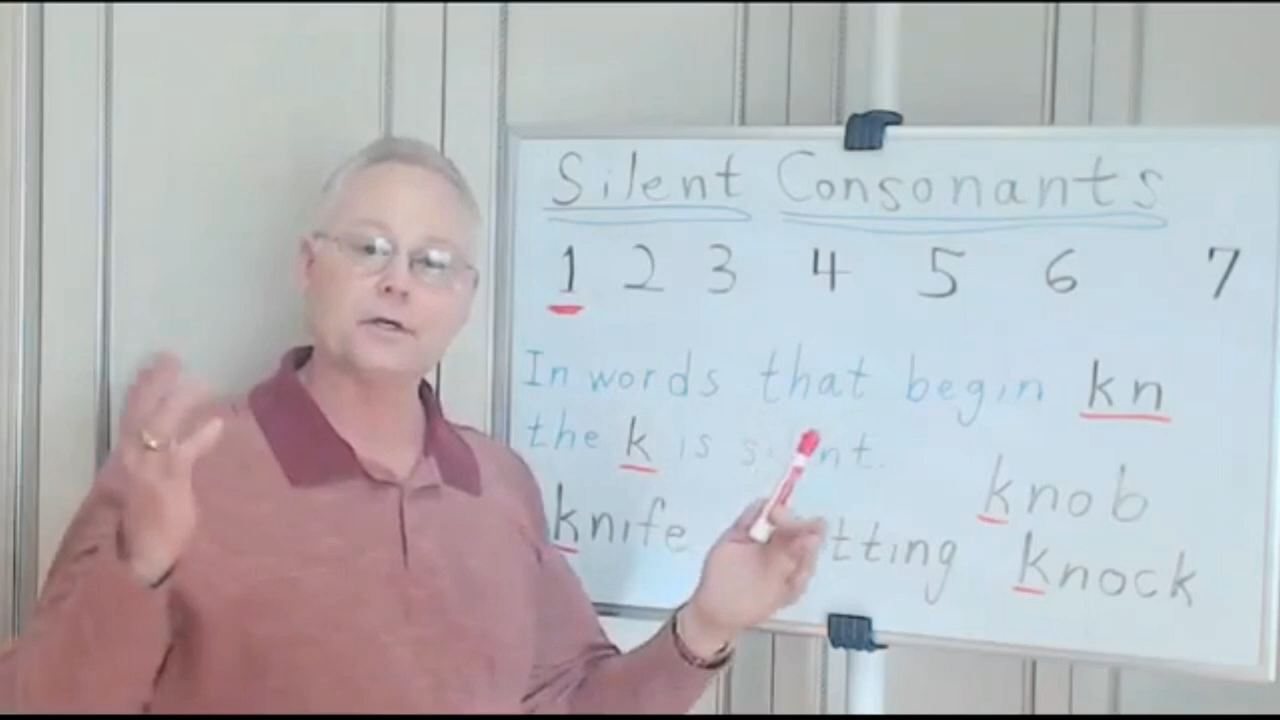 Silent Consonants
1 2 3 4 5 6 7
In words that begin kn
the k is
knob
knife
knock